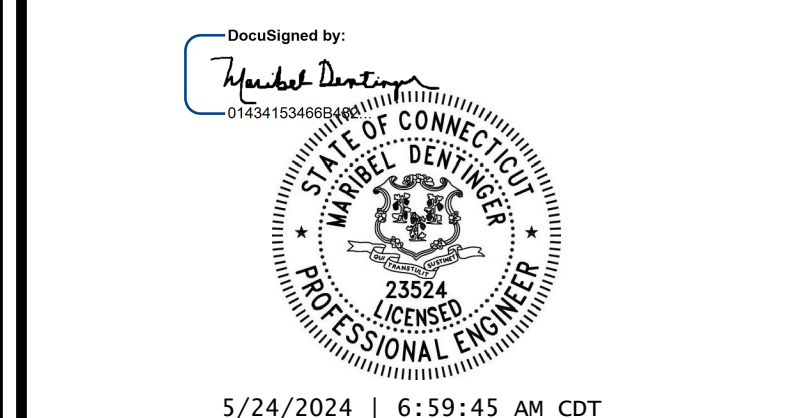 DocuSigned by:
Maribel Dentinger
01434153466B482...
STATE OF CONNECTICUT
MARIBEL DENTINGER
QUI TRANSTULIT SUSTINET
23524
LICENSED
PROFESSIONAL ENGINEER
5/24/2024 | 6:59:45 AM CDT